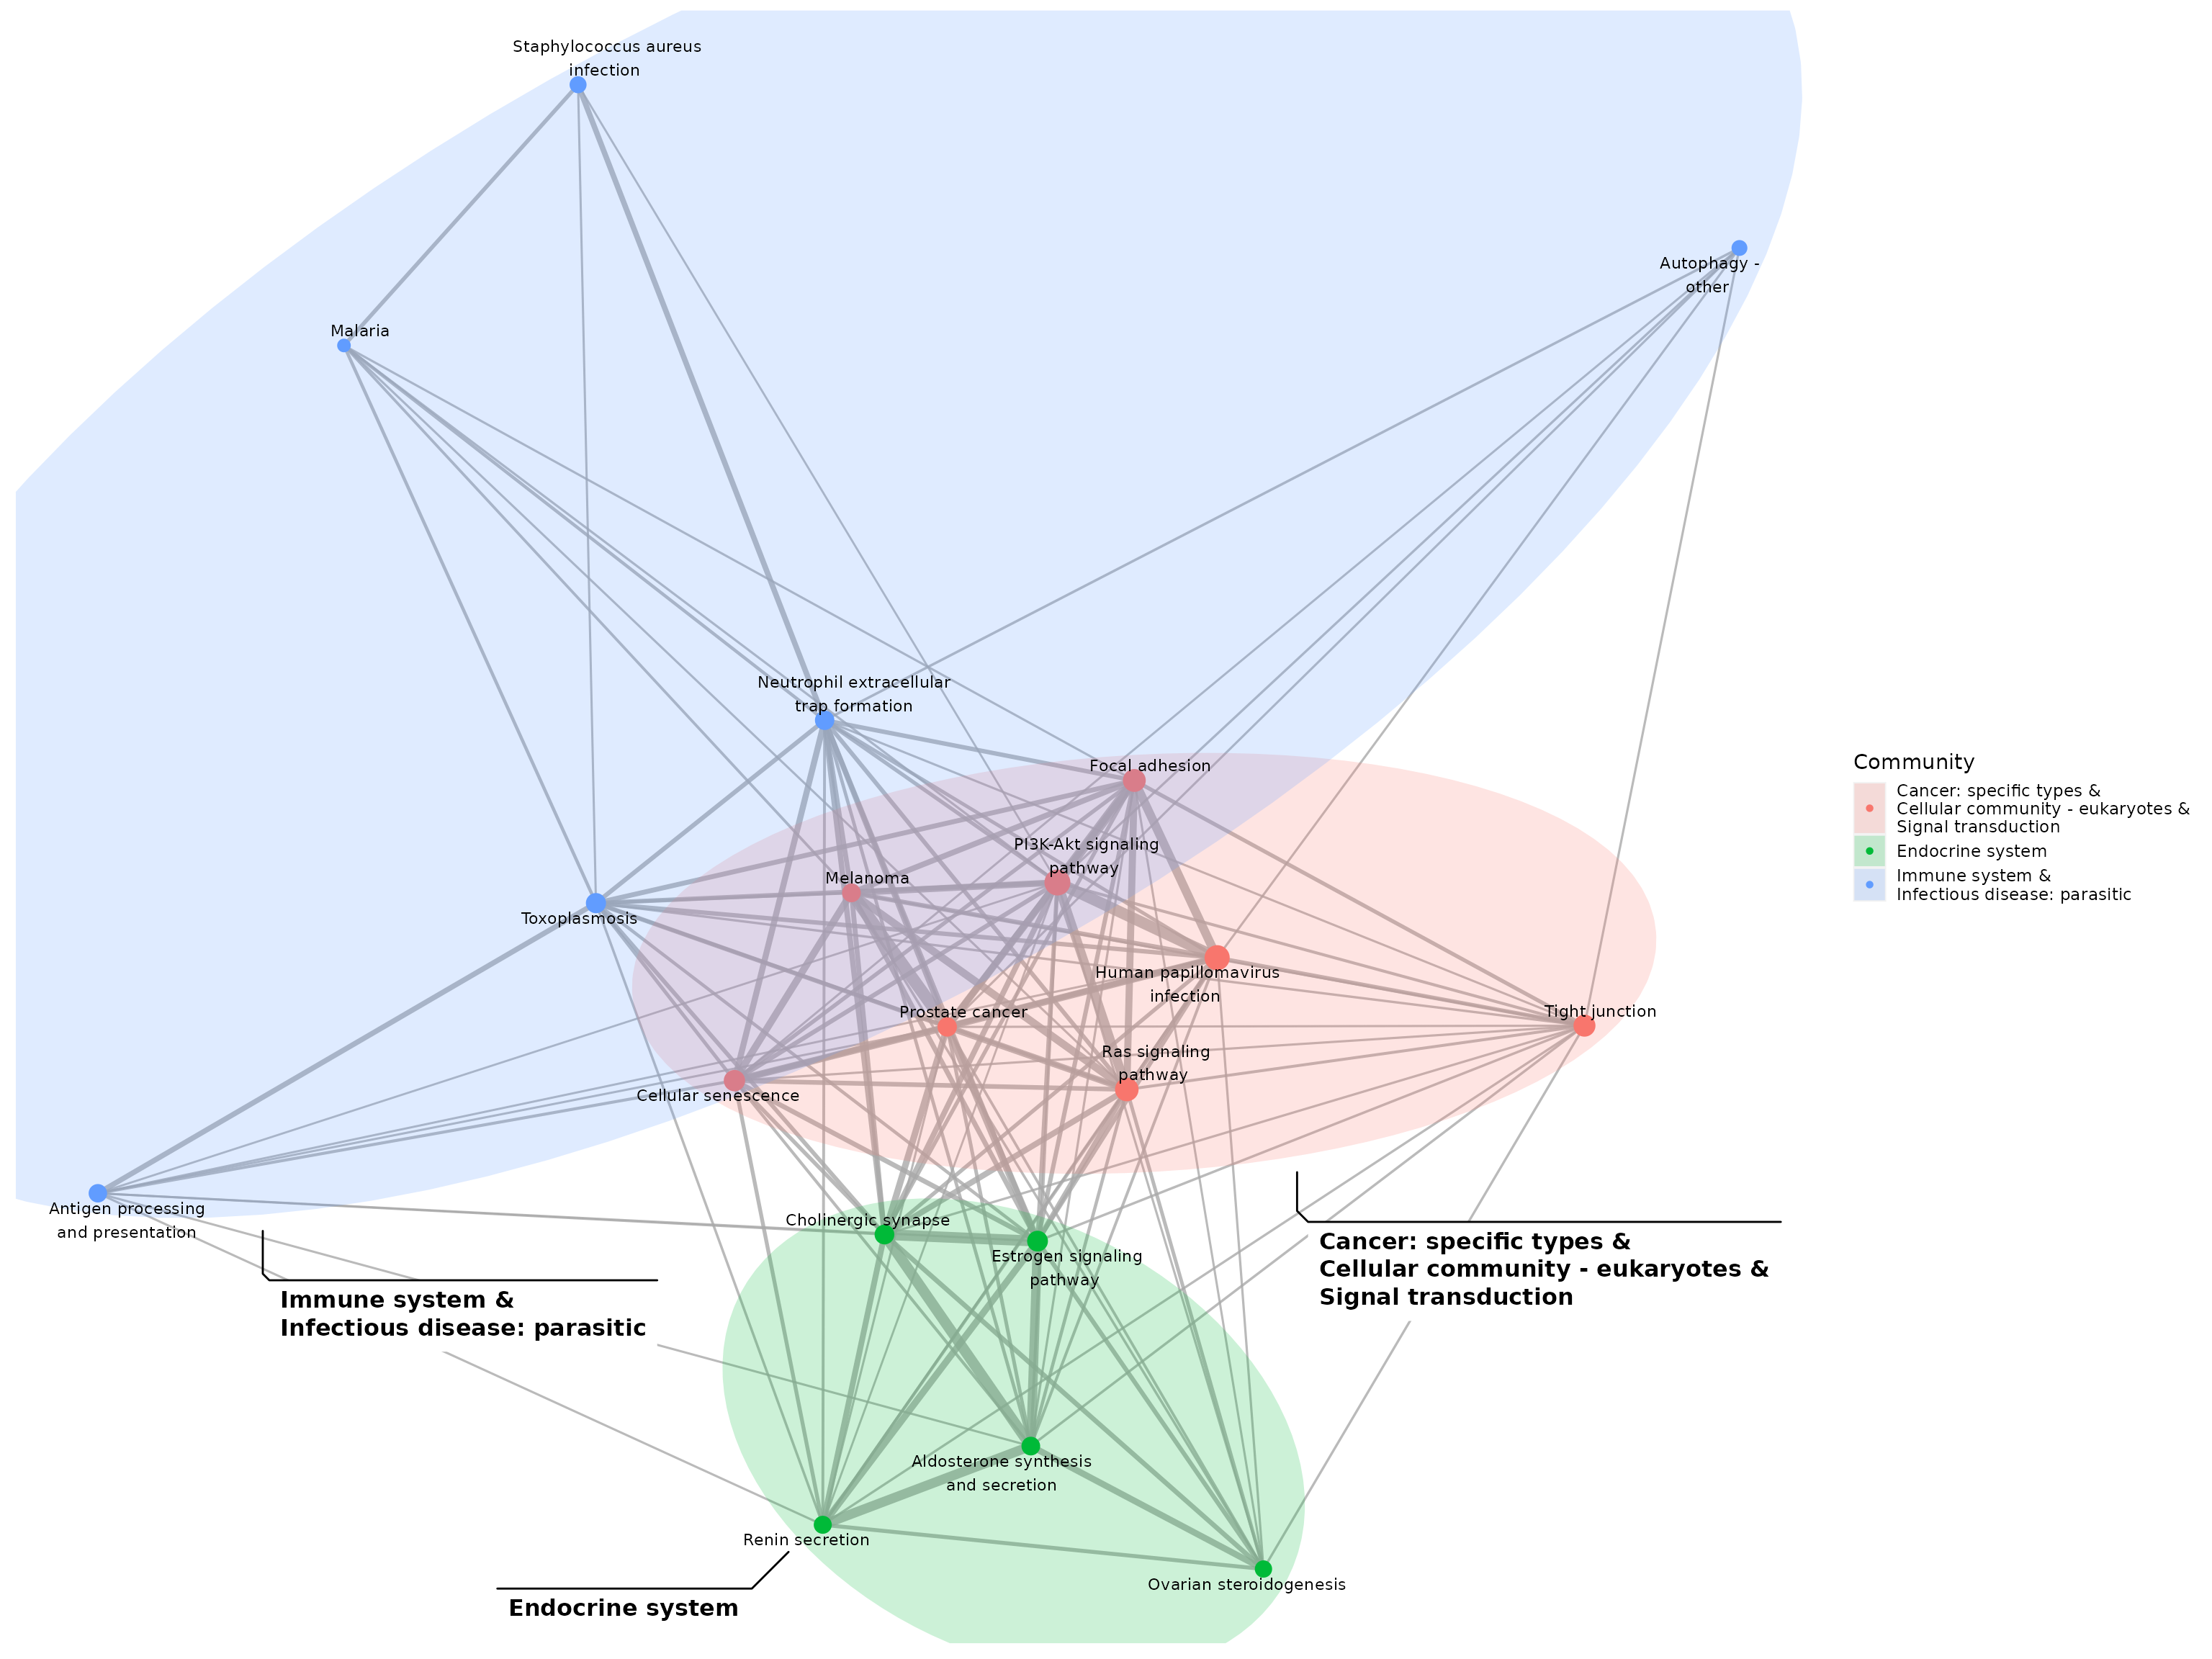 Staphylococcus aureus
infection
Autophagy -
other
Malaria
Neutrophil extracellular
trap formation
Focal adhesion
PI3K-Akt signaling
pathway
Melanoma
Toxoplasmosis
Human papillomavirus
infection
Prostate cancer
Tight junction
Ras signaling
pathway
Cellular senescence
Antigen processing
and presentation
Cholinergic synapse
Estrogen signaling
pathway
Cancer: specific types &
Cellular community - eukaryotes &
Signal transduction
Immune system &
Infectious disease: parasitic
Aldosterone synthesis
and secretion
Renin secretion
Ovarian steroidogenesis
Endocrine system
Community
Cancer: specific types &
Cellular community - eukaryotes &
Signal transduction
Endocrine system
Immune system &
Infectious disease: parasitic